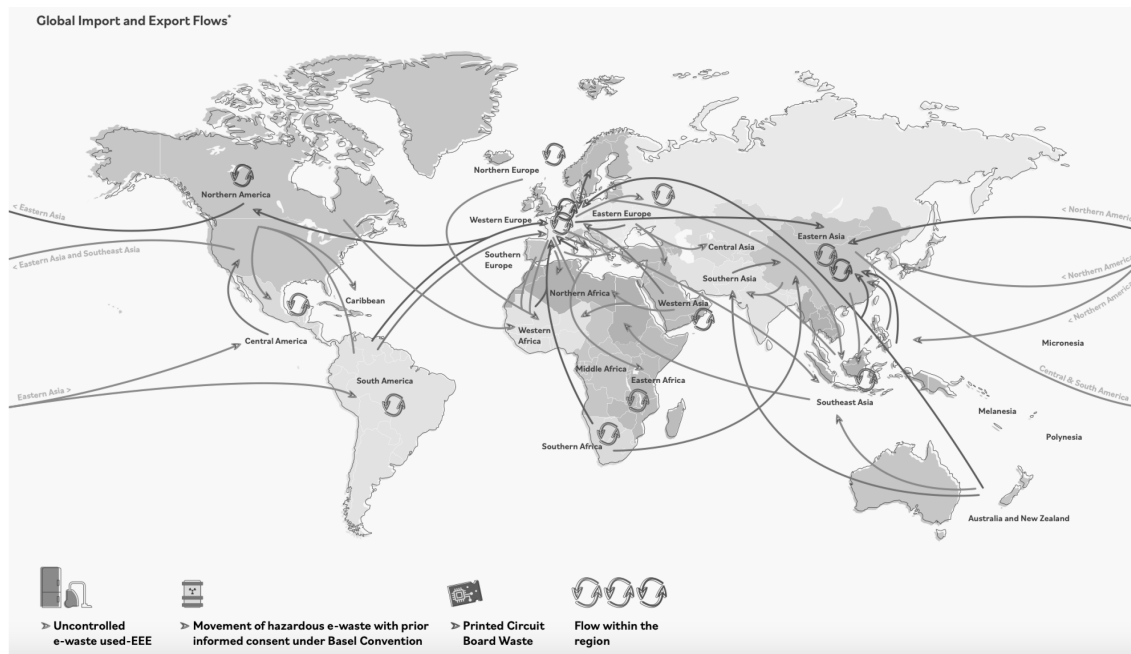 Global Import and Export Flows*
Northern Europe
Northern America
< Eastern Asia
< Northern Americ
Western Europe
Eastern Europe
Eastern Asia
< Eastern Asia and Southeast Asia
Southern
Europe
Central Asia
Southern Asia
< Northern America
Caribbean
Northern Africa
Western Asia
< Northern America
Central America
Western
Africa
Micronesia
Eastern Asia >
South America
Middle Africa
Eastern Africa
Central & South America >
Southeast Asia
Melanesia
Polynesia
Southern Africa
Australia and New Zealand
Uncontrolled
e-waste used-EEE
Movement of hazardous e-waste with prior
informed consent under Basel Convention
Printed Circuit
Board Waste
Flow within the
region